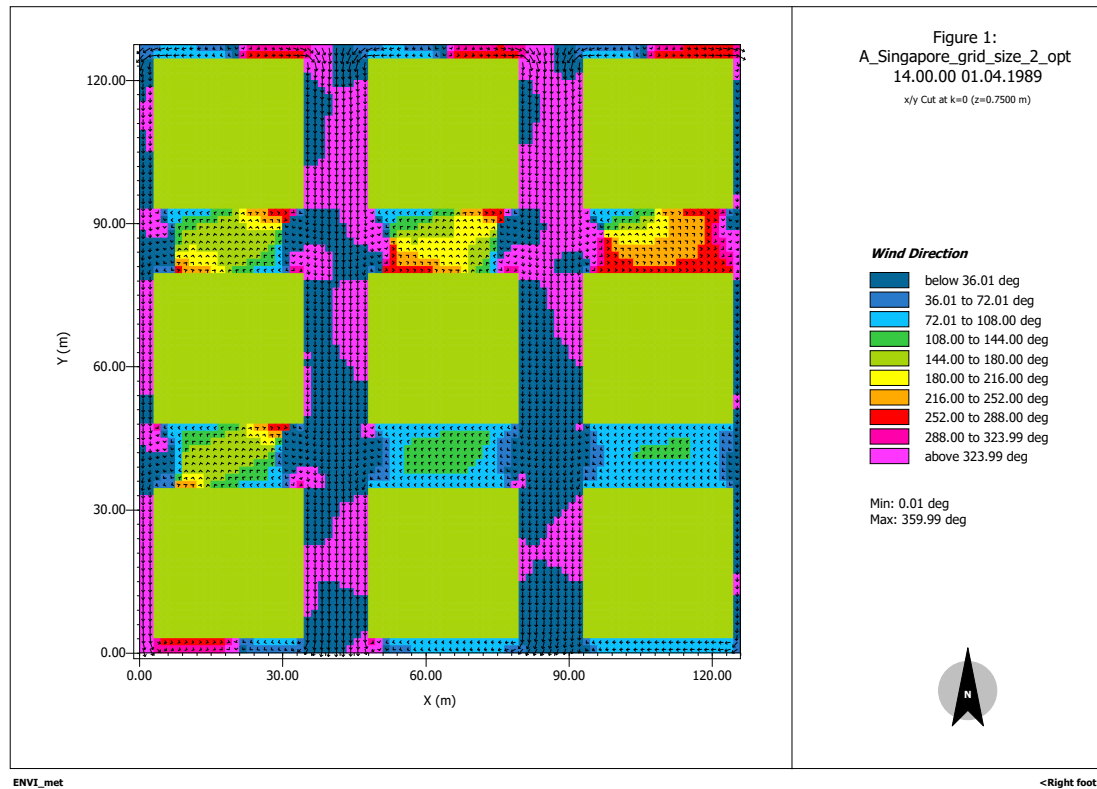 Figure 1:
A_Singapore_grid_size_2_opt
14.00.00 01.04.1989
x/y Cut at k=0 (z=0.7500 m)
120.00
90.00
60.00
30.00
0.00
Y (m)
0.00 30.00 60.00 90.00 120.00
X (m)
Wind Direction
below 36.01 deg
36.01 to 72.01 deg
72.01 to 108.00 deg
108.00 to 144.00 deg
144.00 to 180.00 deg
180.00 to 216.00 deg
216.00 to 252.00 deg
252.00 to 288.00 deg
288.00 to 323.99 deg
above 323.99 deg
Min: 0.01 deg
Max: 359.99 deg
N
ENVI_met
<Right foot